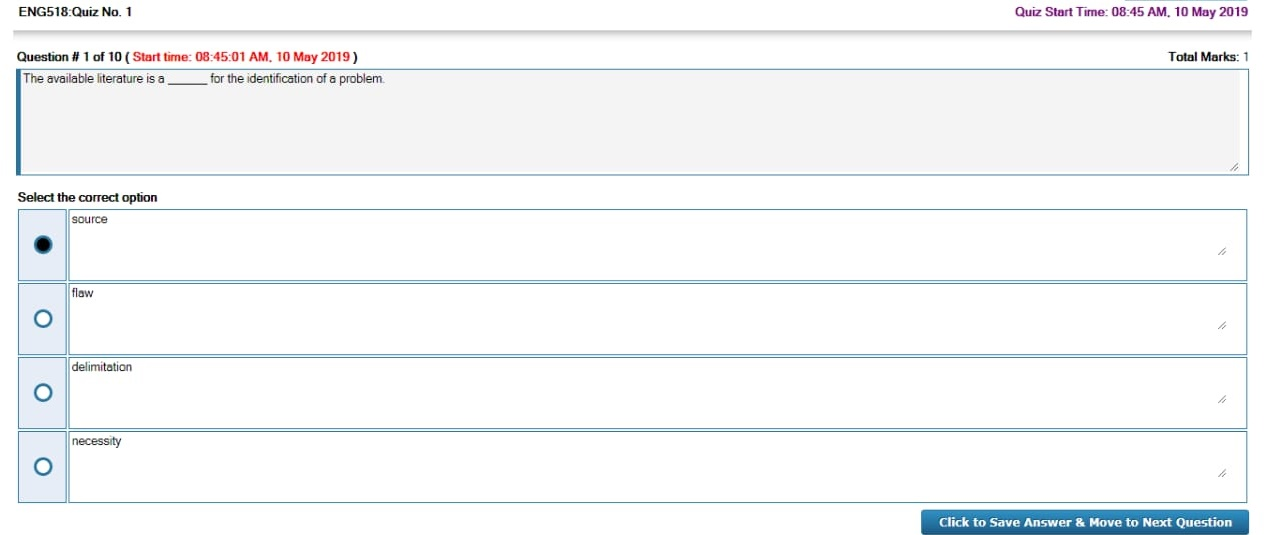 ENG518:Quiz No. 1
Quiz Start Time: 08:45 AM, 10 May 2019
Question # 1 of 10 ( Start time: 08:45:01 AM, 10 May 2019 )
Total Marks: 1
The available literature is a ______ for the identification of a problem.
Select the correct option
source
flaw
delimitation
necessity
Click to Save Answer & Move to Next Question